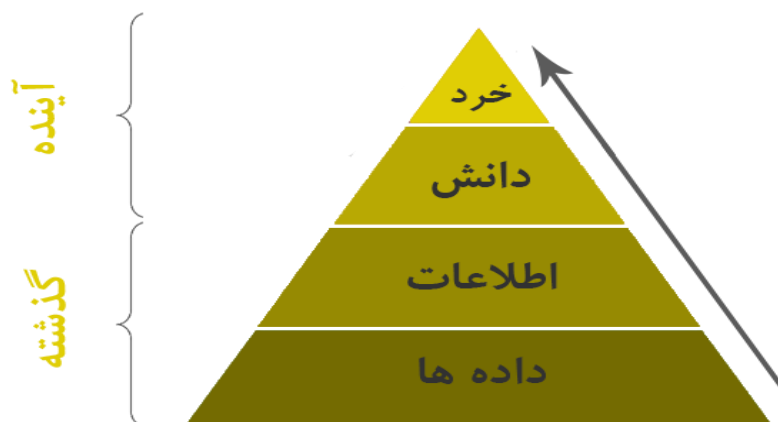 خرد
دانش
اطلاعات
داده ها
آینده
گذشته